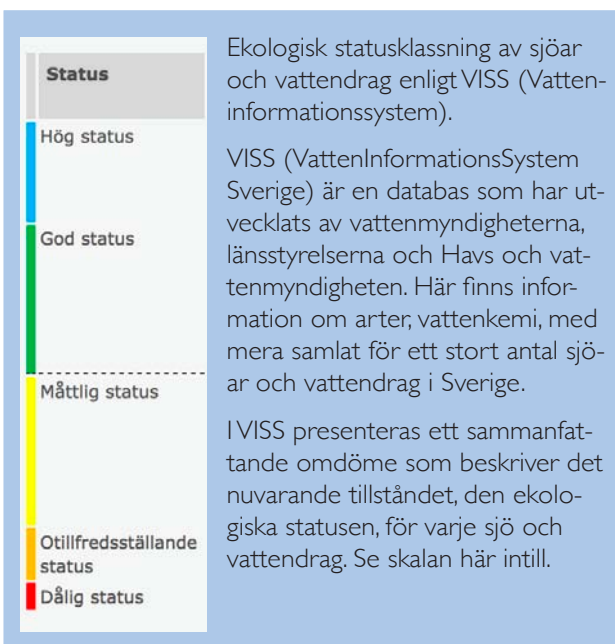 Status
Hög status
God status
Måttlig status
Otillfredsställande
status
Dålig status
Ekologisk statusklassning av sjöar
och vattendrag enligt VISS (Vatten-
informationssystem).
VISS (VattenInformationsSystem
Sverige) är en databas som har ut-
vecklats av vattenmyndigheterna,
länsstyrelserna och Havs och vat-
tenmyndigheten. Här finns infor-
mation om arter, vattenkemi, med
mera samlat för ett stort antal sjö-
ar och vattendrag i Sverige.
I VISS presenteras ett sammanfat-
tande omdöme som beskriver det
nuvarande tillståndet, den ekolo-
giska statusen, för varje sjö och
vattendrag. Se skalan här intill.